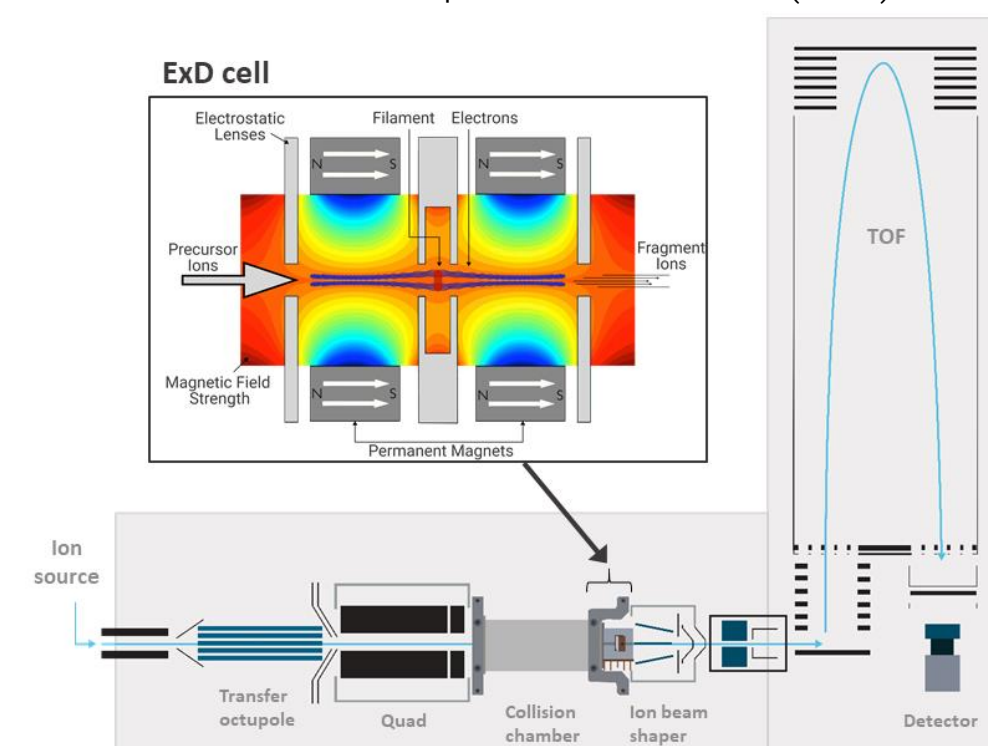 ExD cell
Electrostatic
Lenses
Filament
Electrons
N
S
N
S
Precursor
Ions
Fragment
Ions
Magnetic Field
Strength
N
S
N
S
Permanent Magnets
TOF
Ion
source
Transfer
octupole
Quad
Collision
chamber
Ion beam
shaper
Detector